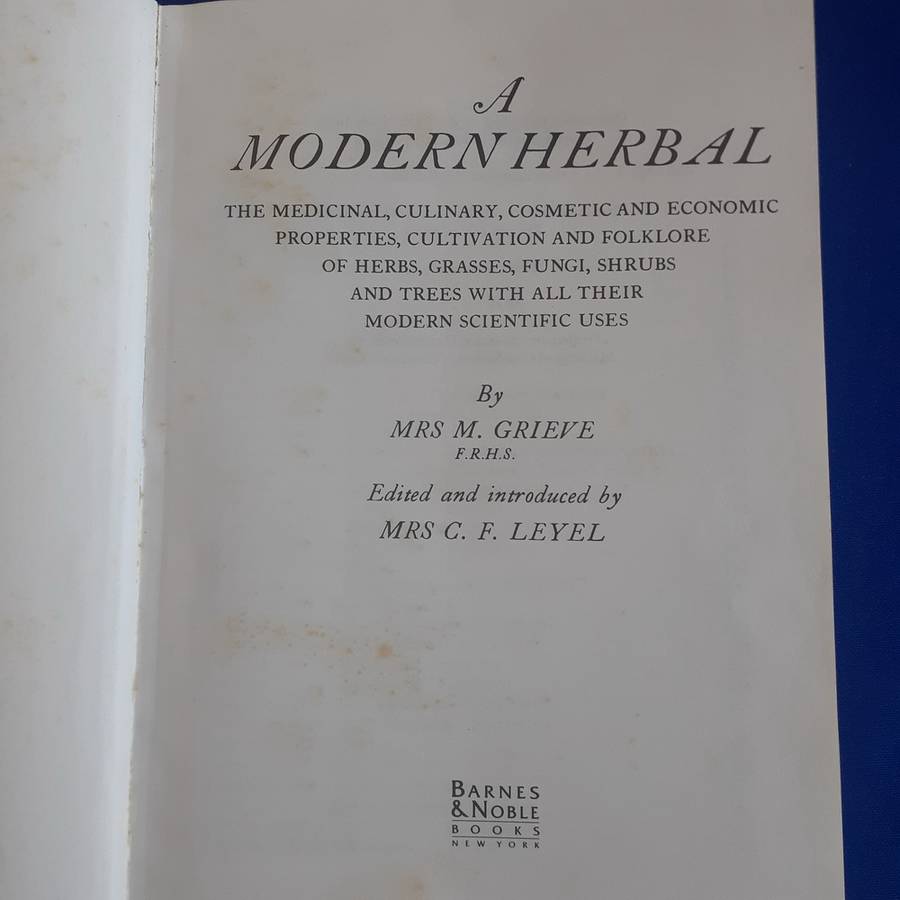 A
MODERN HERBAL
THE MEDICINAL, CULINARY, COSMETIC AND ECONOMIC
PROPERTIES, CULTIVATION AND FOLKLORE
OF HERBS, GRASSES, FUNGI, SHRUBS
AND TREES WITH ALL THEIR
MODERN SCIENTIFIC USES
By
MRS M. GRIEVE
F.R.H.S.
Edited and introduced by
MRS C. F. LEYEL
BARNES
& NOBLE
BOOKS
NEW YORK